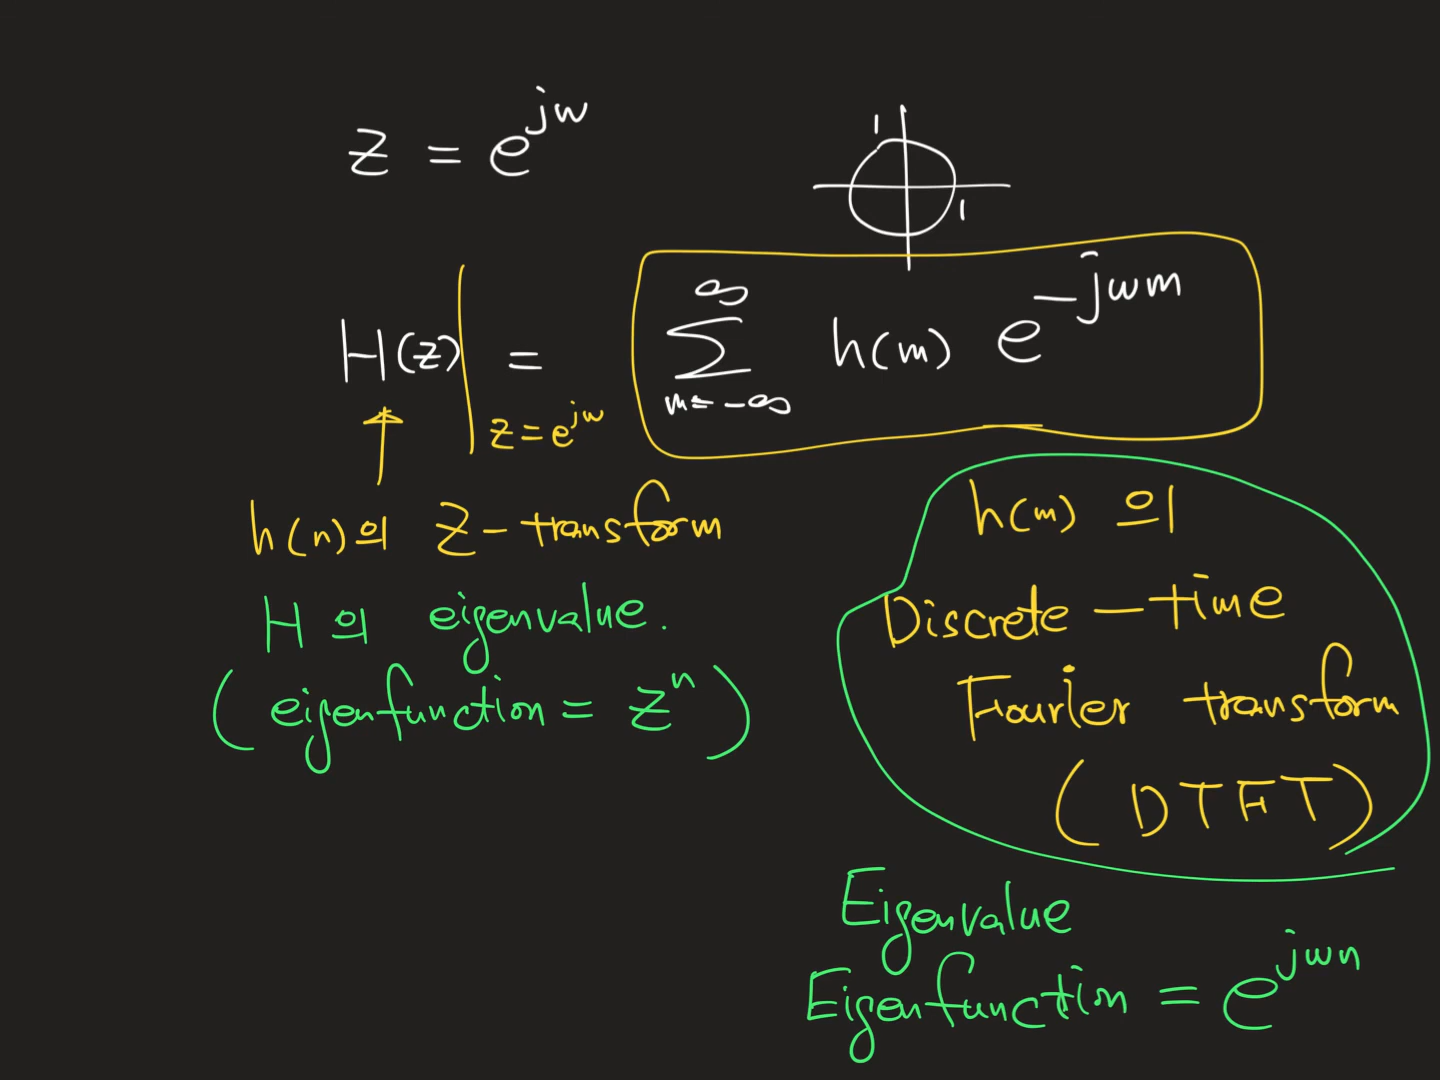 z = e^{jw}
1
1
H(z)|_{z=e^{jw}} = ∑_{m=-∞}^{∞} h(m) e^{-jwm}
h(n)의 Z-transform
H의 eigenvalue.
(eigenfunction = z^n)
h(m)의
Discrete-time
Fourier transform
(DTFT)
Eigenvalue
Eigenfunction = e^{jwn}